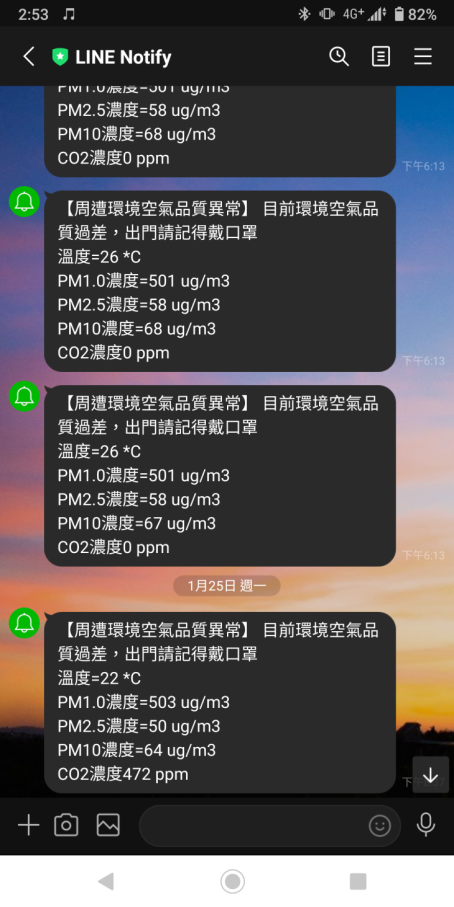 2:53
4G+
82%
LINE Notify
PM1.0濃度=501 ug/m3
PM2.5濃度=58 ug/m3
PM10濃度=68 ug/m3
CO2濃度0 ppm
下午6:13
【周遭環境空氣品質異常】 目前環境空氣品
質過差，出門請記得戴口罩
溫度=26 *C
PM1.0濃度=501 ug/m3
PM2.5濃度=58 ug/m3
PM10濃度=68 ug/m3
CO2濃度0 ppm
下午6:13
【周遭環境空氣品質異常】 目前環境空氣品
質過差，出門請記得戴口罩
溫度=26 *C
PM1.0濃度=501 ug/m3
PM2.5濃度=58 ug/m3
PM10濃度=67 ug/m3
CO2濃度0 ppm
下午6:13
1月25日 週一
【周遭環境空氣品質異常】 目前環境空氣品
質過差，出門請記得戴口罩
溫度=22 *C
PM1.0濃度=503 ug/m3
PM2.5濃度=50 ug/m3
PM10濃度=64 ug/m3
CO2濃度472 ppm